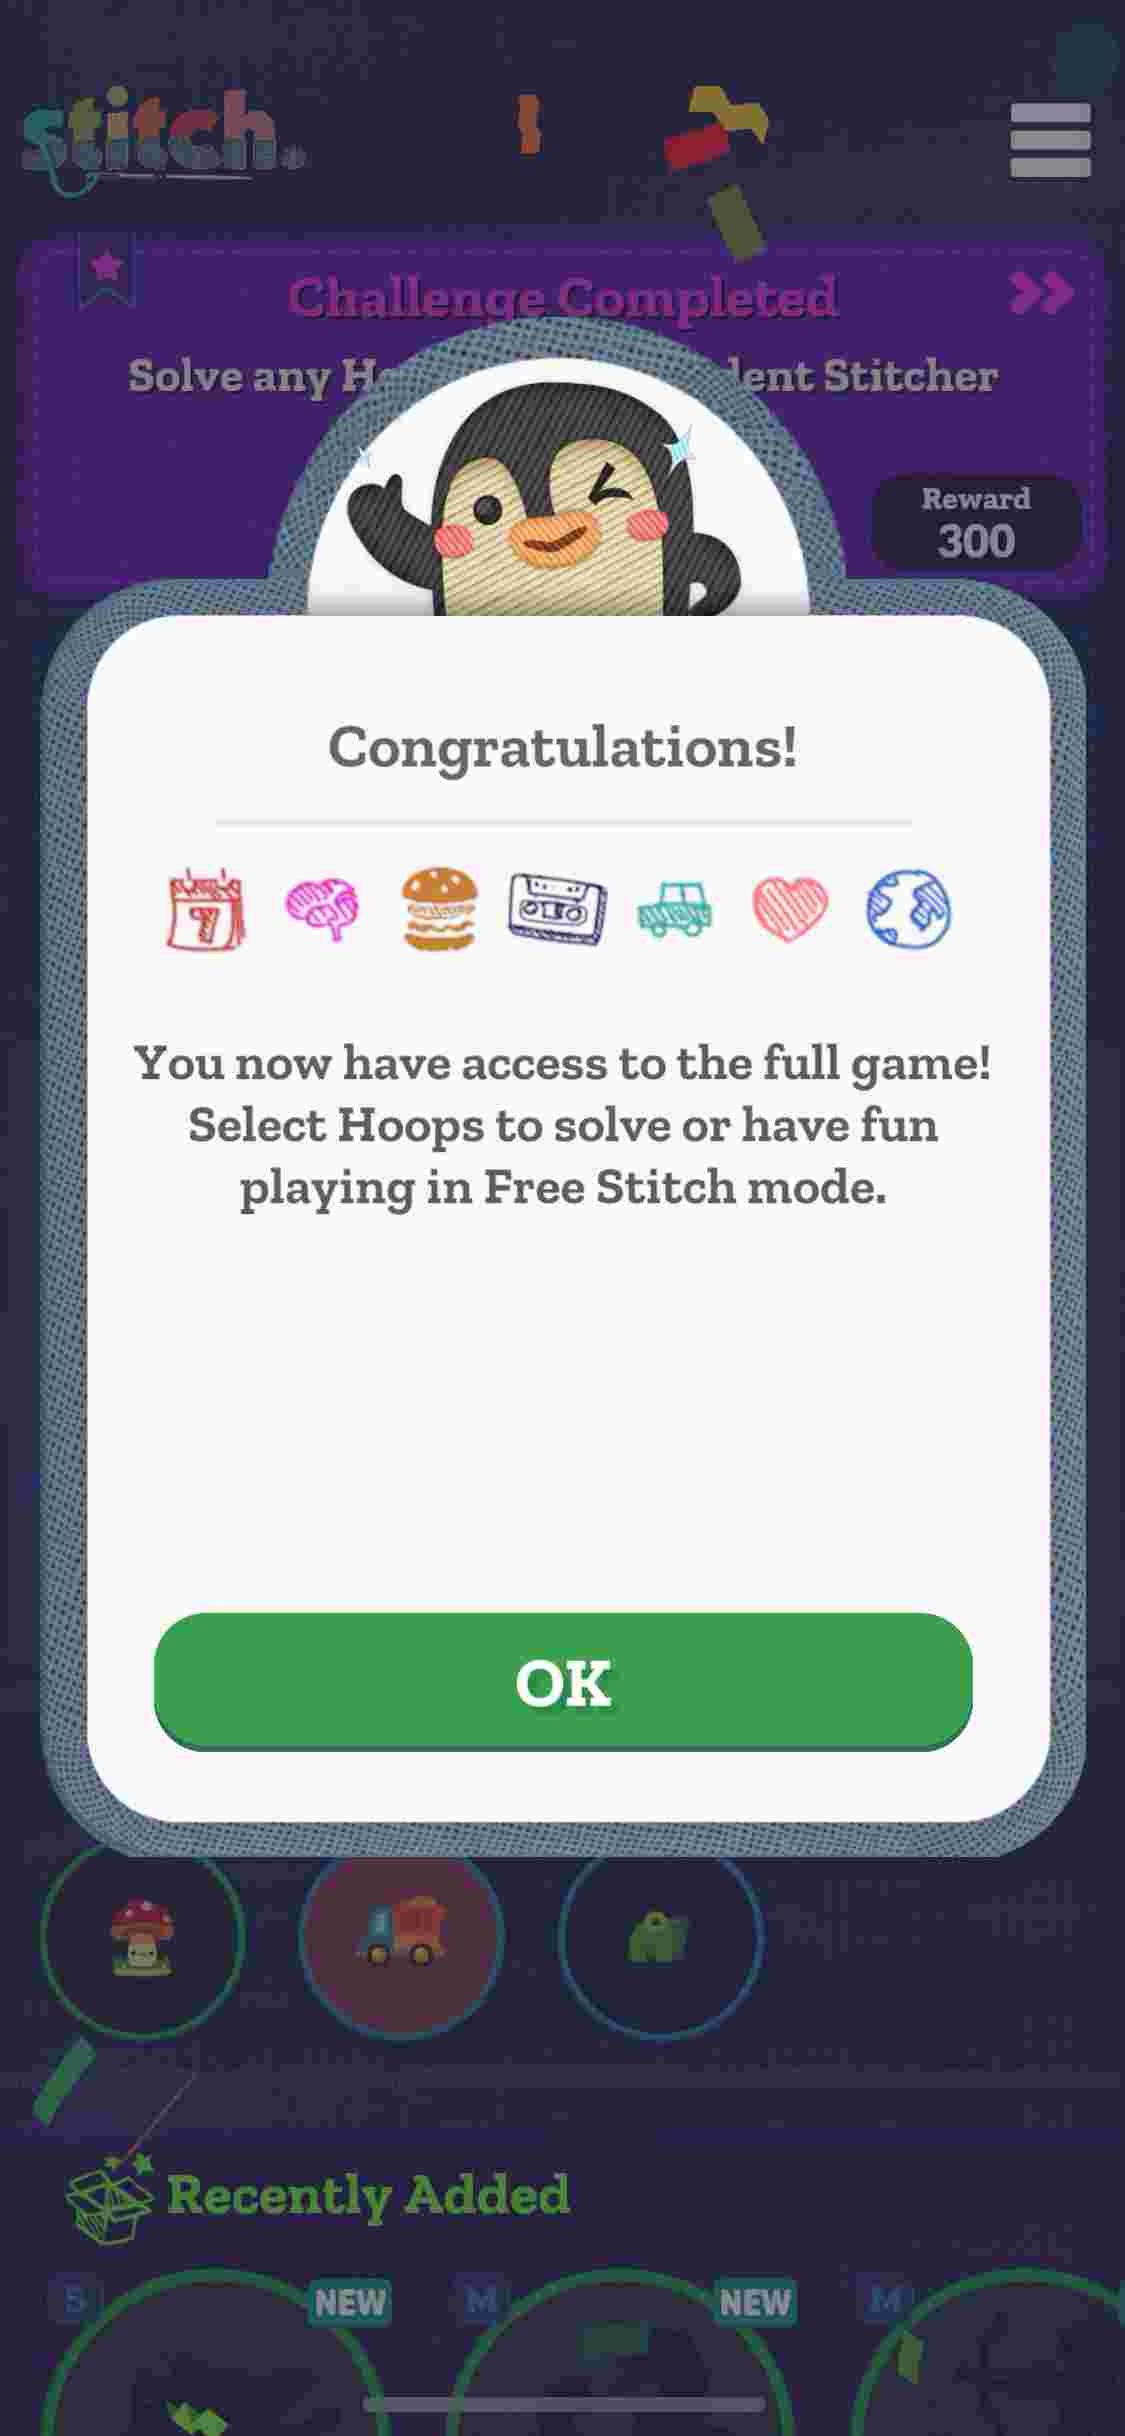 stitch.
Challenge Completed
Solve any Ho
lent Stitcher
Reward
300
Congratulations!
7
You now have access to the full game!
Select Hoops to solve or have fun
playing in Free Stitch mode.
OK
Recently Added
S
NEW
M
NEW
M